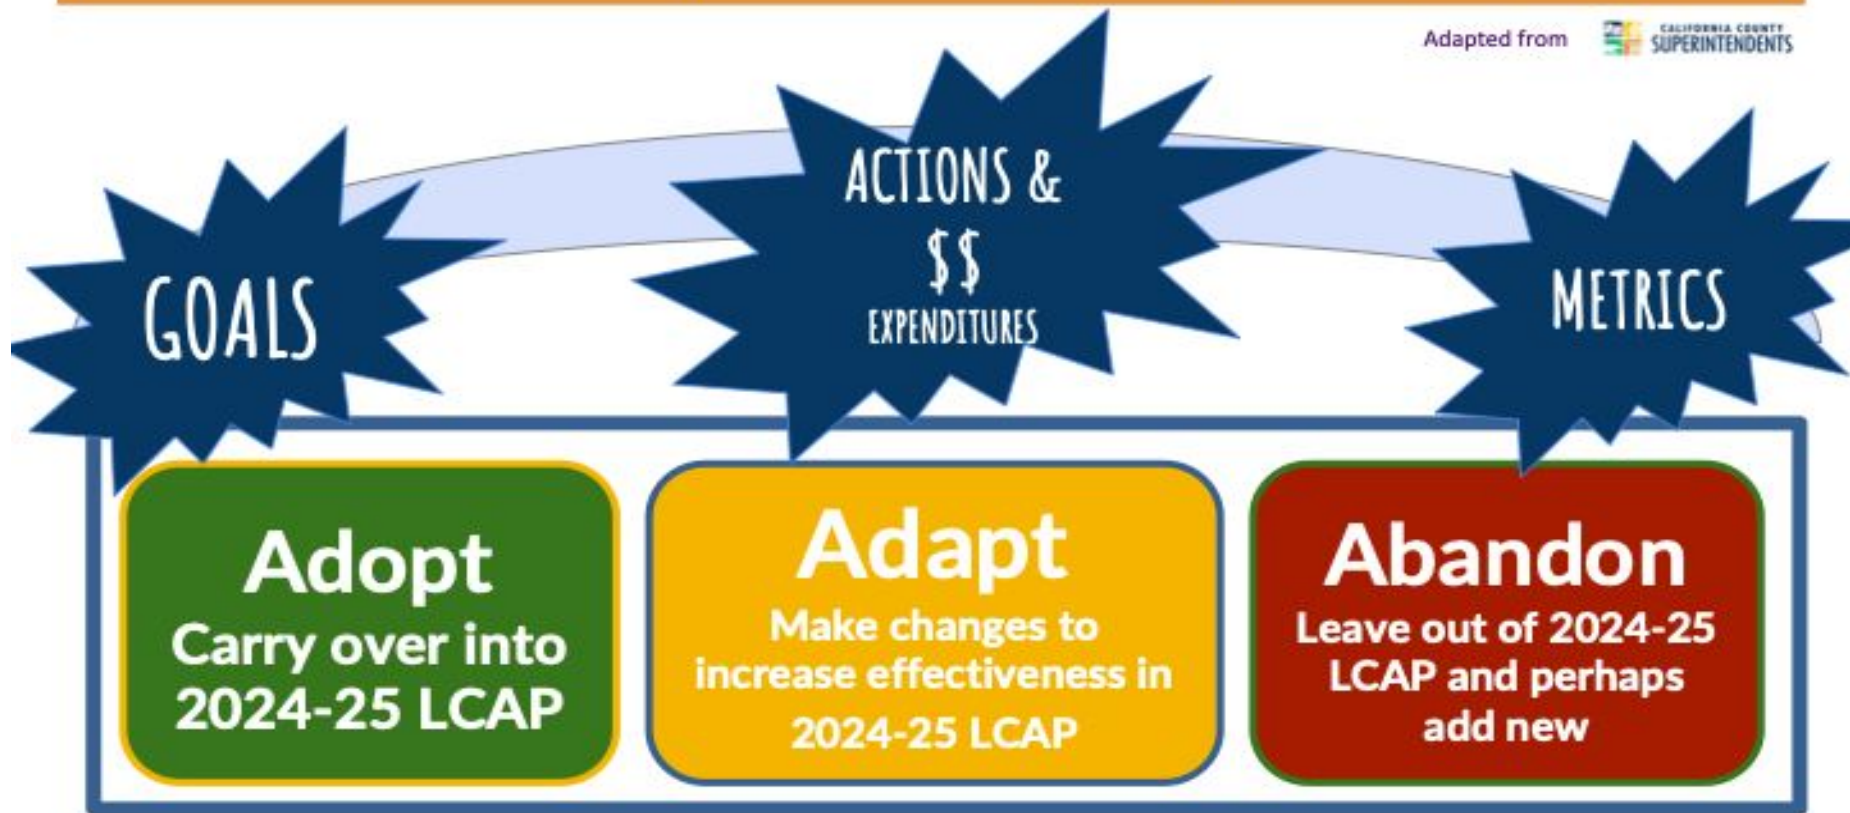 Adapted from
CALIFORNIA COUNTY
SUPERINTENDENTS
GOALS
ACTIONS &
$$
EXPENDITURES
METRICS
Adopt
Carry over into
2024-25 LCAP
Adapt
Make changes to
increase effectiveness in
2024-25 LCAP
Abandon
Leave out of 2024-25
LCAP and perhaps
add new